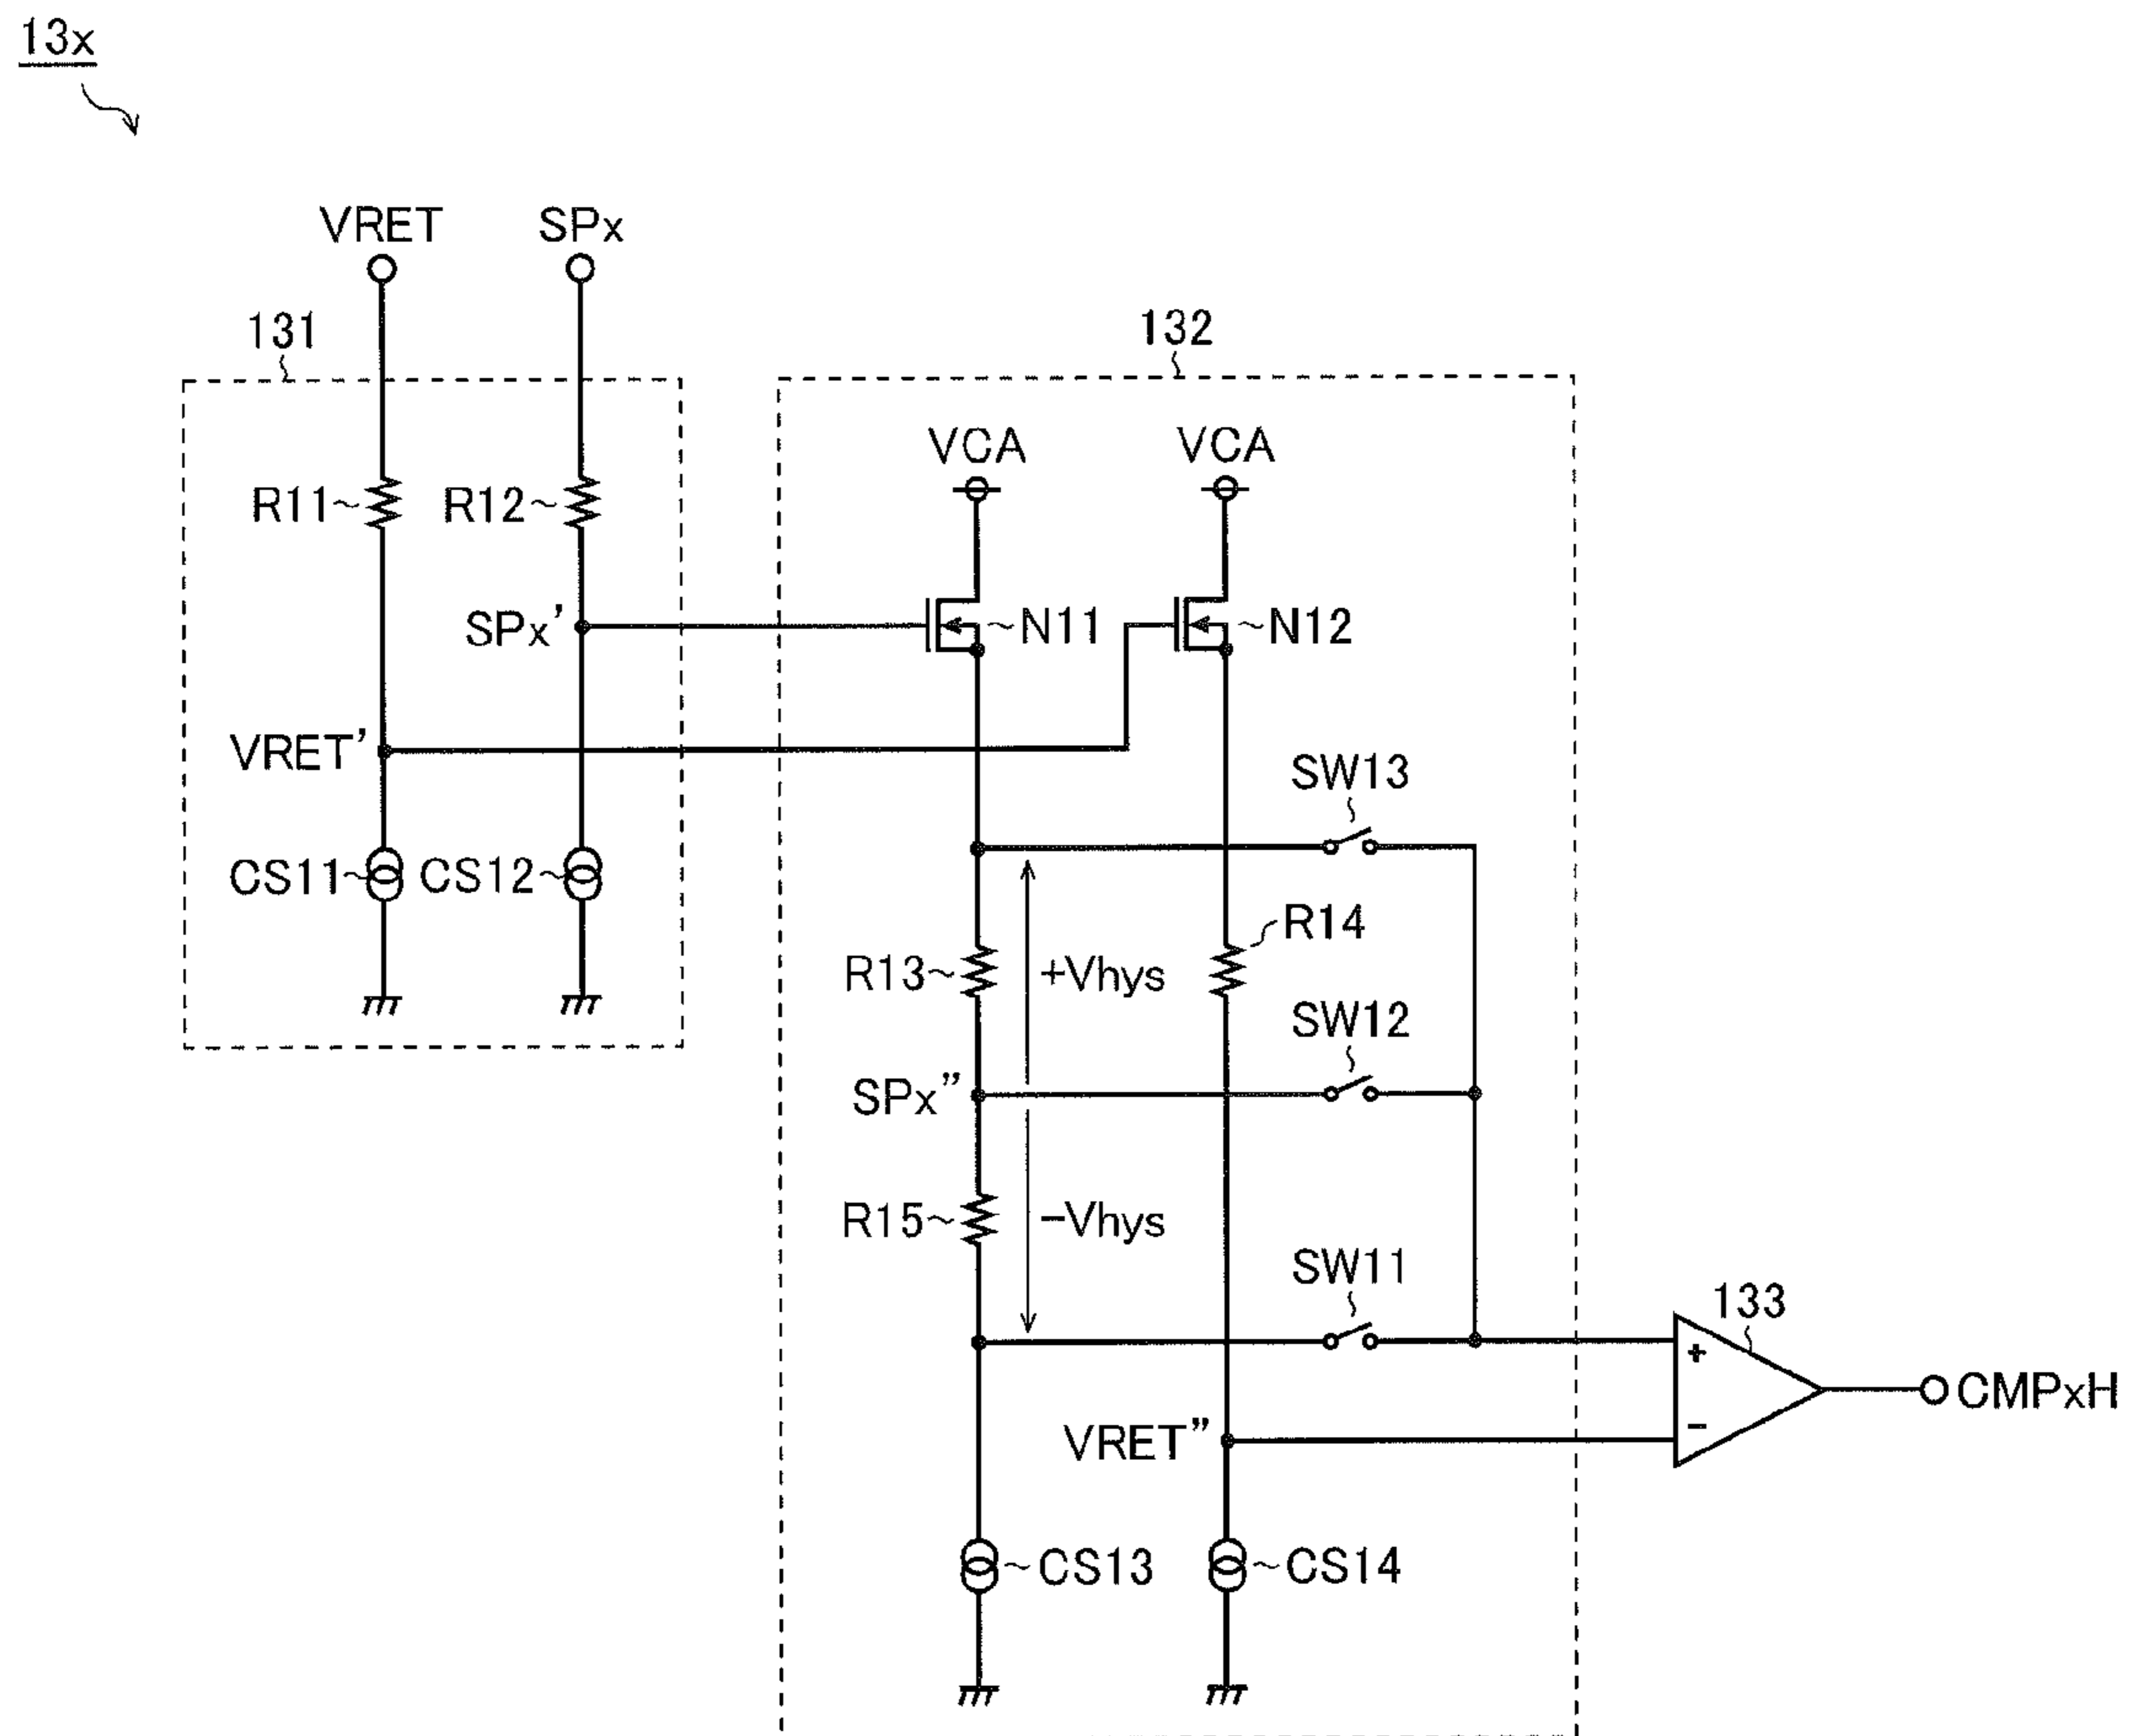 13x
VRET
SPx
131
132
VCA
VCA
R11
R12
SPx’
N11
N12
VRET’
SW13
CS11
CS12
R14
R13
+Vhys
SW12
SPx”
R15
−Vhys
SW11
133
+
−
CMPxH
VRET”
CS13
CS14